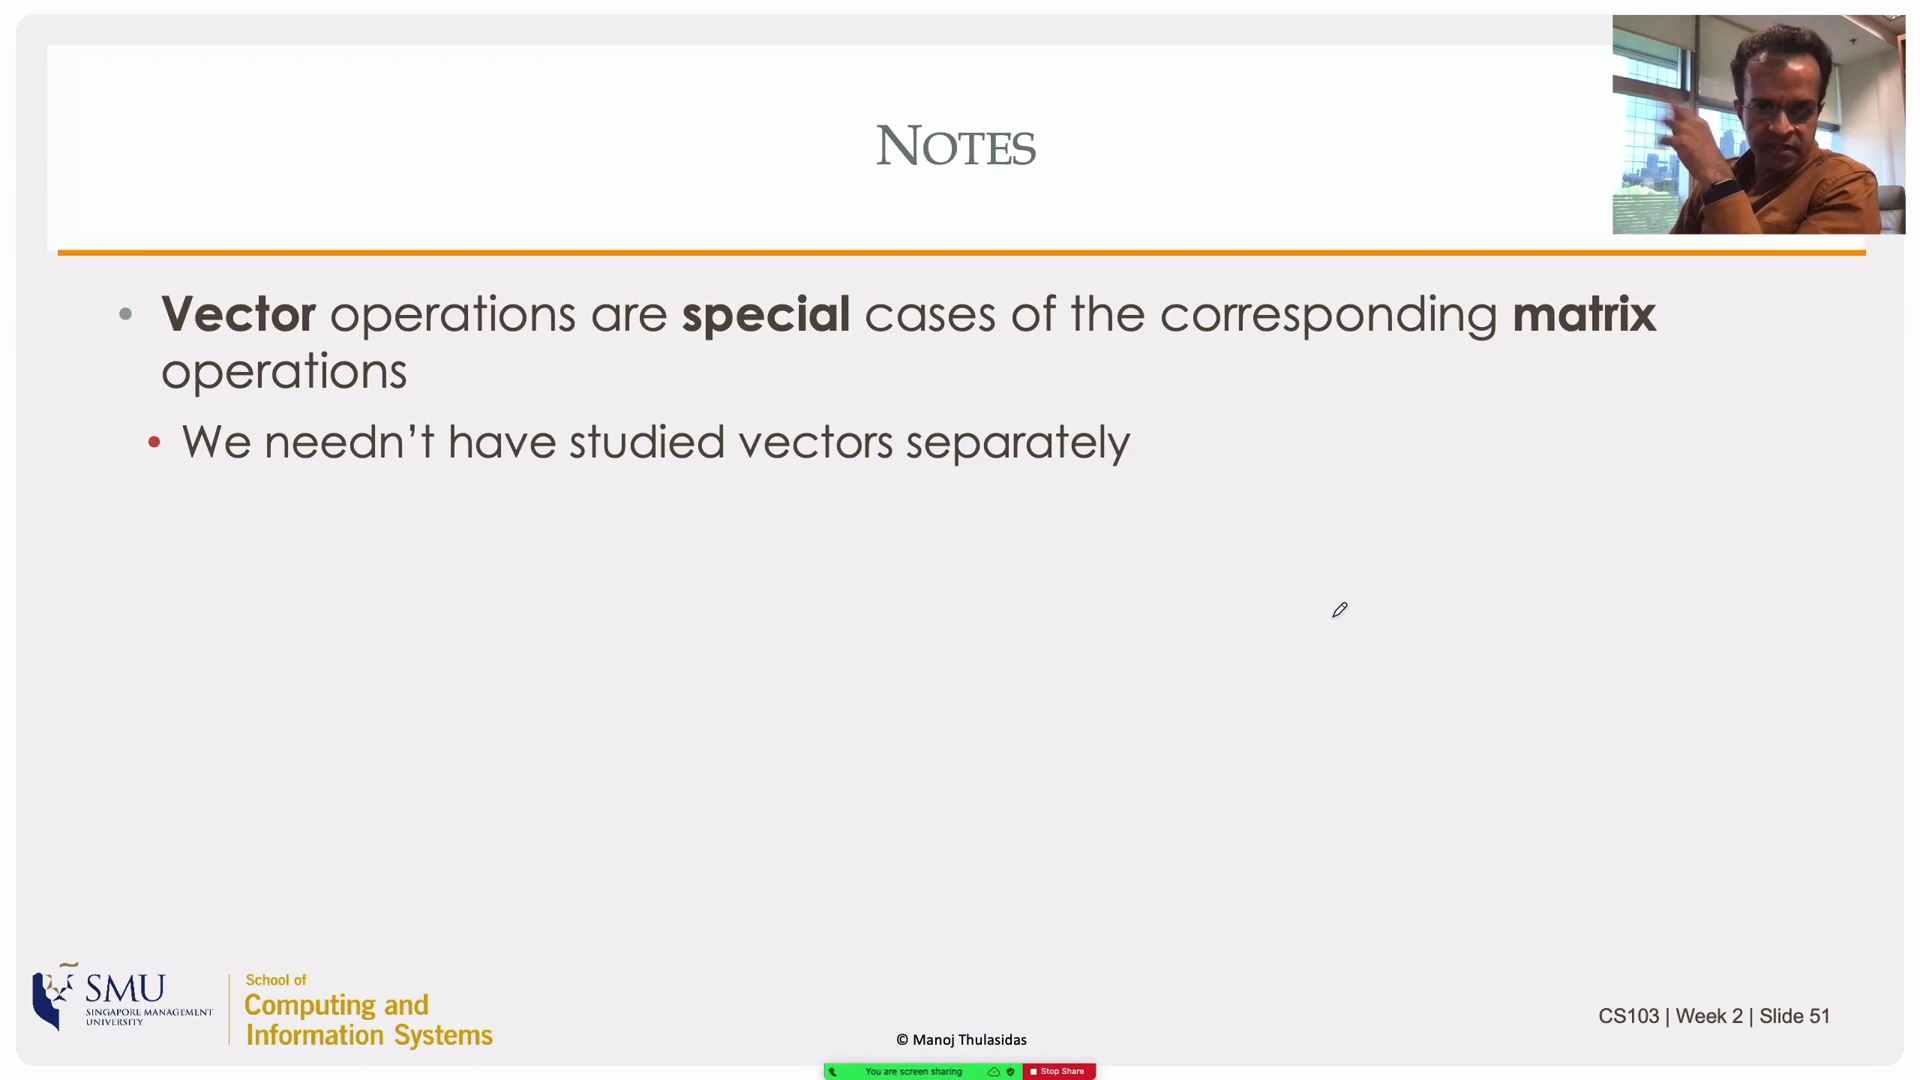 NOTES
• Vector operations are special cases of the corresponding matrix
operations
• We needn’t have studied vectors separately
SMU
SINGAPORE MANAGEMENT
UNIVERSITY
School of
Computing and
Information Systems
© Manoj Thulasidas
CS103 | Week 2 | Slide 51
You are screen sharing
Stop Share